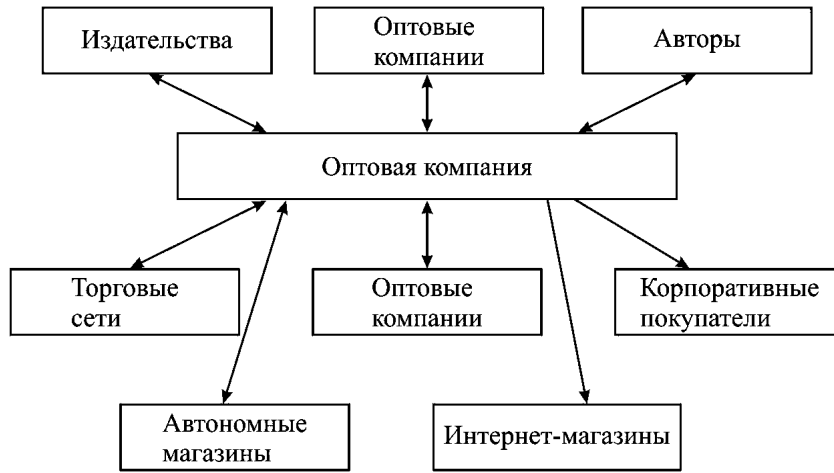 Издательства
Оптовые
компании
Авторы
Оптовая компания
Торговые
сети
Оптовые
компании
Корпоративные
покупатели
Автономные
магазины
Интернет-магазины